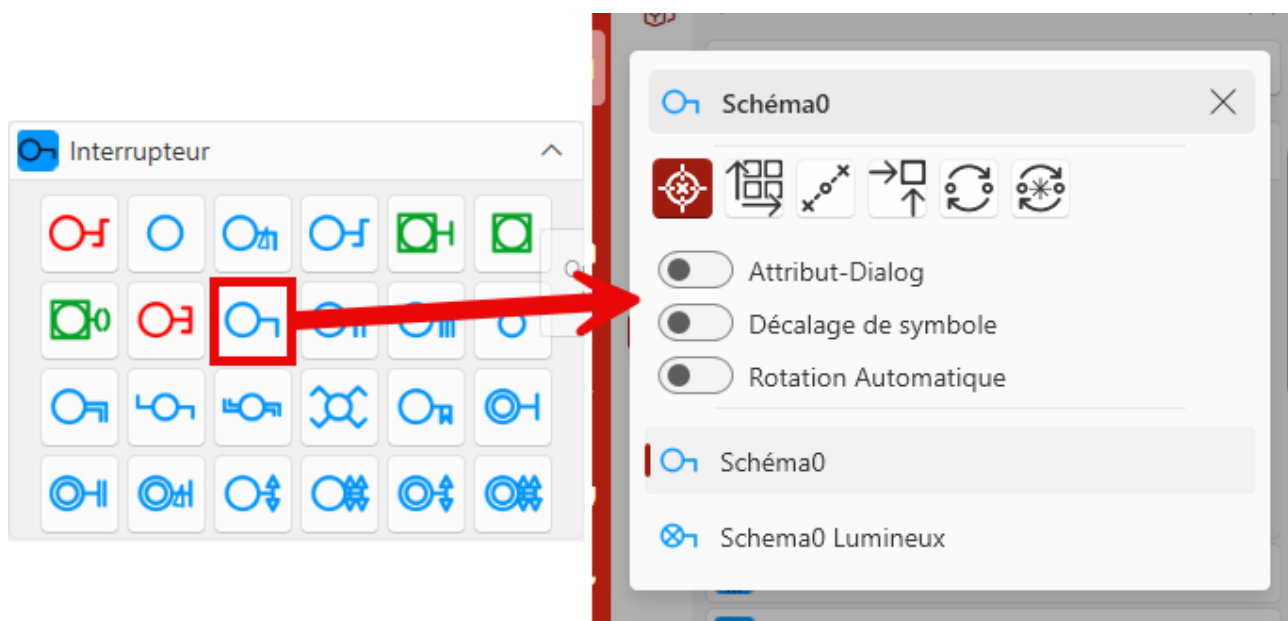 Interrupteur
Schéma0
Attribut-Dialog
Décalage de symbole
Rotation Automatique
Schéma0
Schema0 Lumineux